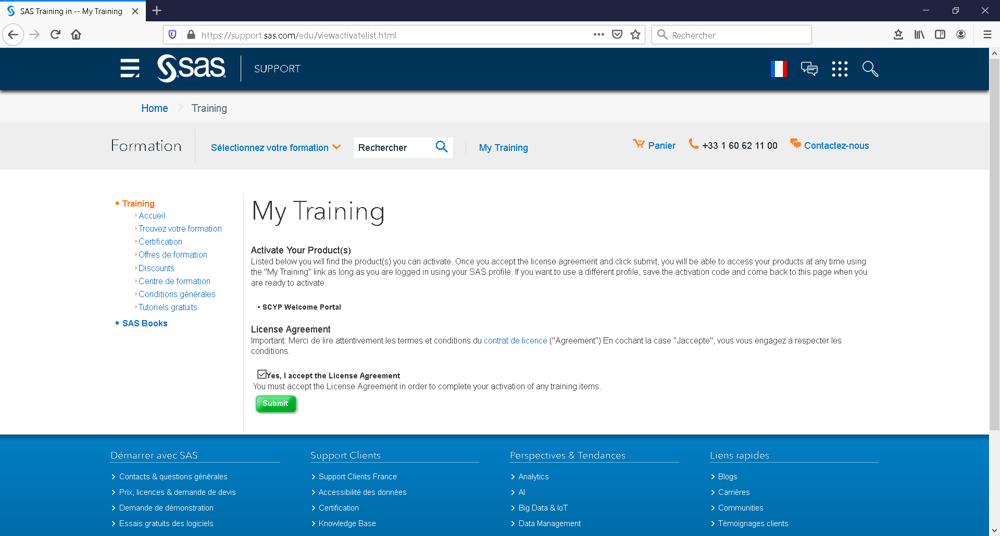 SAS Training in -- My Training
https://support.sas.com/edu/viewactivatelist.html
Rechercher
sas
SUPPORT
Home
Training
Formation
Sélectionnez votre formation
Rechercher
My Training
Panier
+33 1 60 62 11 00
Contactez-nous
• Training
Accueil
Trouvez votre formation
Certification
Offres de formation
Discounts
Centre de formation
Conditions générales
Tutoriels gratuits
• SAS Books
My Training
Activate Your Product(s)
Listed below you will find the product(s) you can activate. Once you accept the license agreement and click submit, you will be able to access your products at any time using
the "My Training" link as long as you are logged in using your SAS profile. If you want to use a different profile, save the activation code and come back to this page when you
are ready to activate.
• SCYP Welcome Portal
License Agreement
Important: Merci de lire attentivement les termes et conditions du contrat de licence ("Agreement") En cochant la case "Jaccepte", vous vous engagez à respecter les
conditions.
Yes, I accept the License Agreement
You must accept the License Agreement in order to complete your activation of any training items.
Submit
Démarrer avec SAS
Contacts & questions générales
Prix, licences & demande de devis
Demande de démonstration
Essais gratuits des logiciels
Support Clients
Support Clients France
Accessibilité des données
Certification
Knowledge Base
Perspectives & Tendances
Analytics
AI
Big Data & IoT
Data Management
Liens rapides
Blogs
Carrières
Communities
Témoignages clients